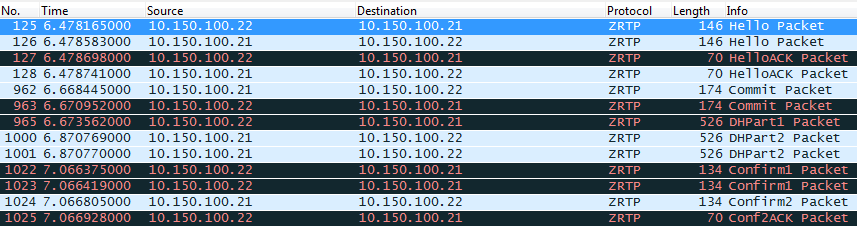 No. Time Source Destination Protocol Length Info
125 6.478165000 10.150.100.22 10.150.100.21 ZRTP 146 Hello Packet
126 6.478583000 10.150.100.21 10.150.100.22 ZRTP 146 Hello Packet
127 6.478698000 10.150.100.22 10.150.100.21 ZRTP 70 HelloACK Packet
128 6.478741000 10.150.100.21 10.150.100.22 ZRTP 70 HelloACK Packet
962 6.668445000 10.150.100.21 10.150.100.22 ZRTP 174 Commit Packet
963 6.670952000 10.150.100.22 10.150.100.21 ZRTP 174 Commit Packet
965 6.673562000 10.150.100.22 10.150.100.21 ZRTP 526 DHPart1 Packet
1000 6.870769000 10.150.100.21 10.150.100.22 ZRTP 526 DHPart2 Packet
1001 6.870770000 10.150.100.21 10.150.100.22 ZRTP 526 DHPart2 Packet
1022 7.066375000 10.150.100.22 10.150.100.21 ZRTP 134 Confirm1 Packet
1023 7.066419000 10.150.100.22 10.150.100.21 ZRTP 134 Confirm1 Packet
1024 7.066805000 10.150.100.21 10.150.100.22 ZRTP 134 Confirm2 Packet
1025 7.066928000 10.150.100.22 10.150.100.21 ZRTP 70 Conf2ACK Packet